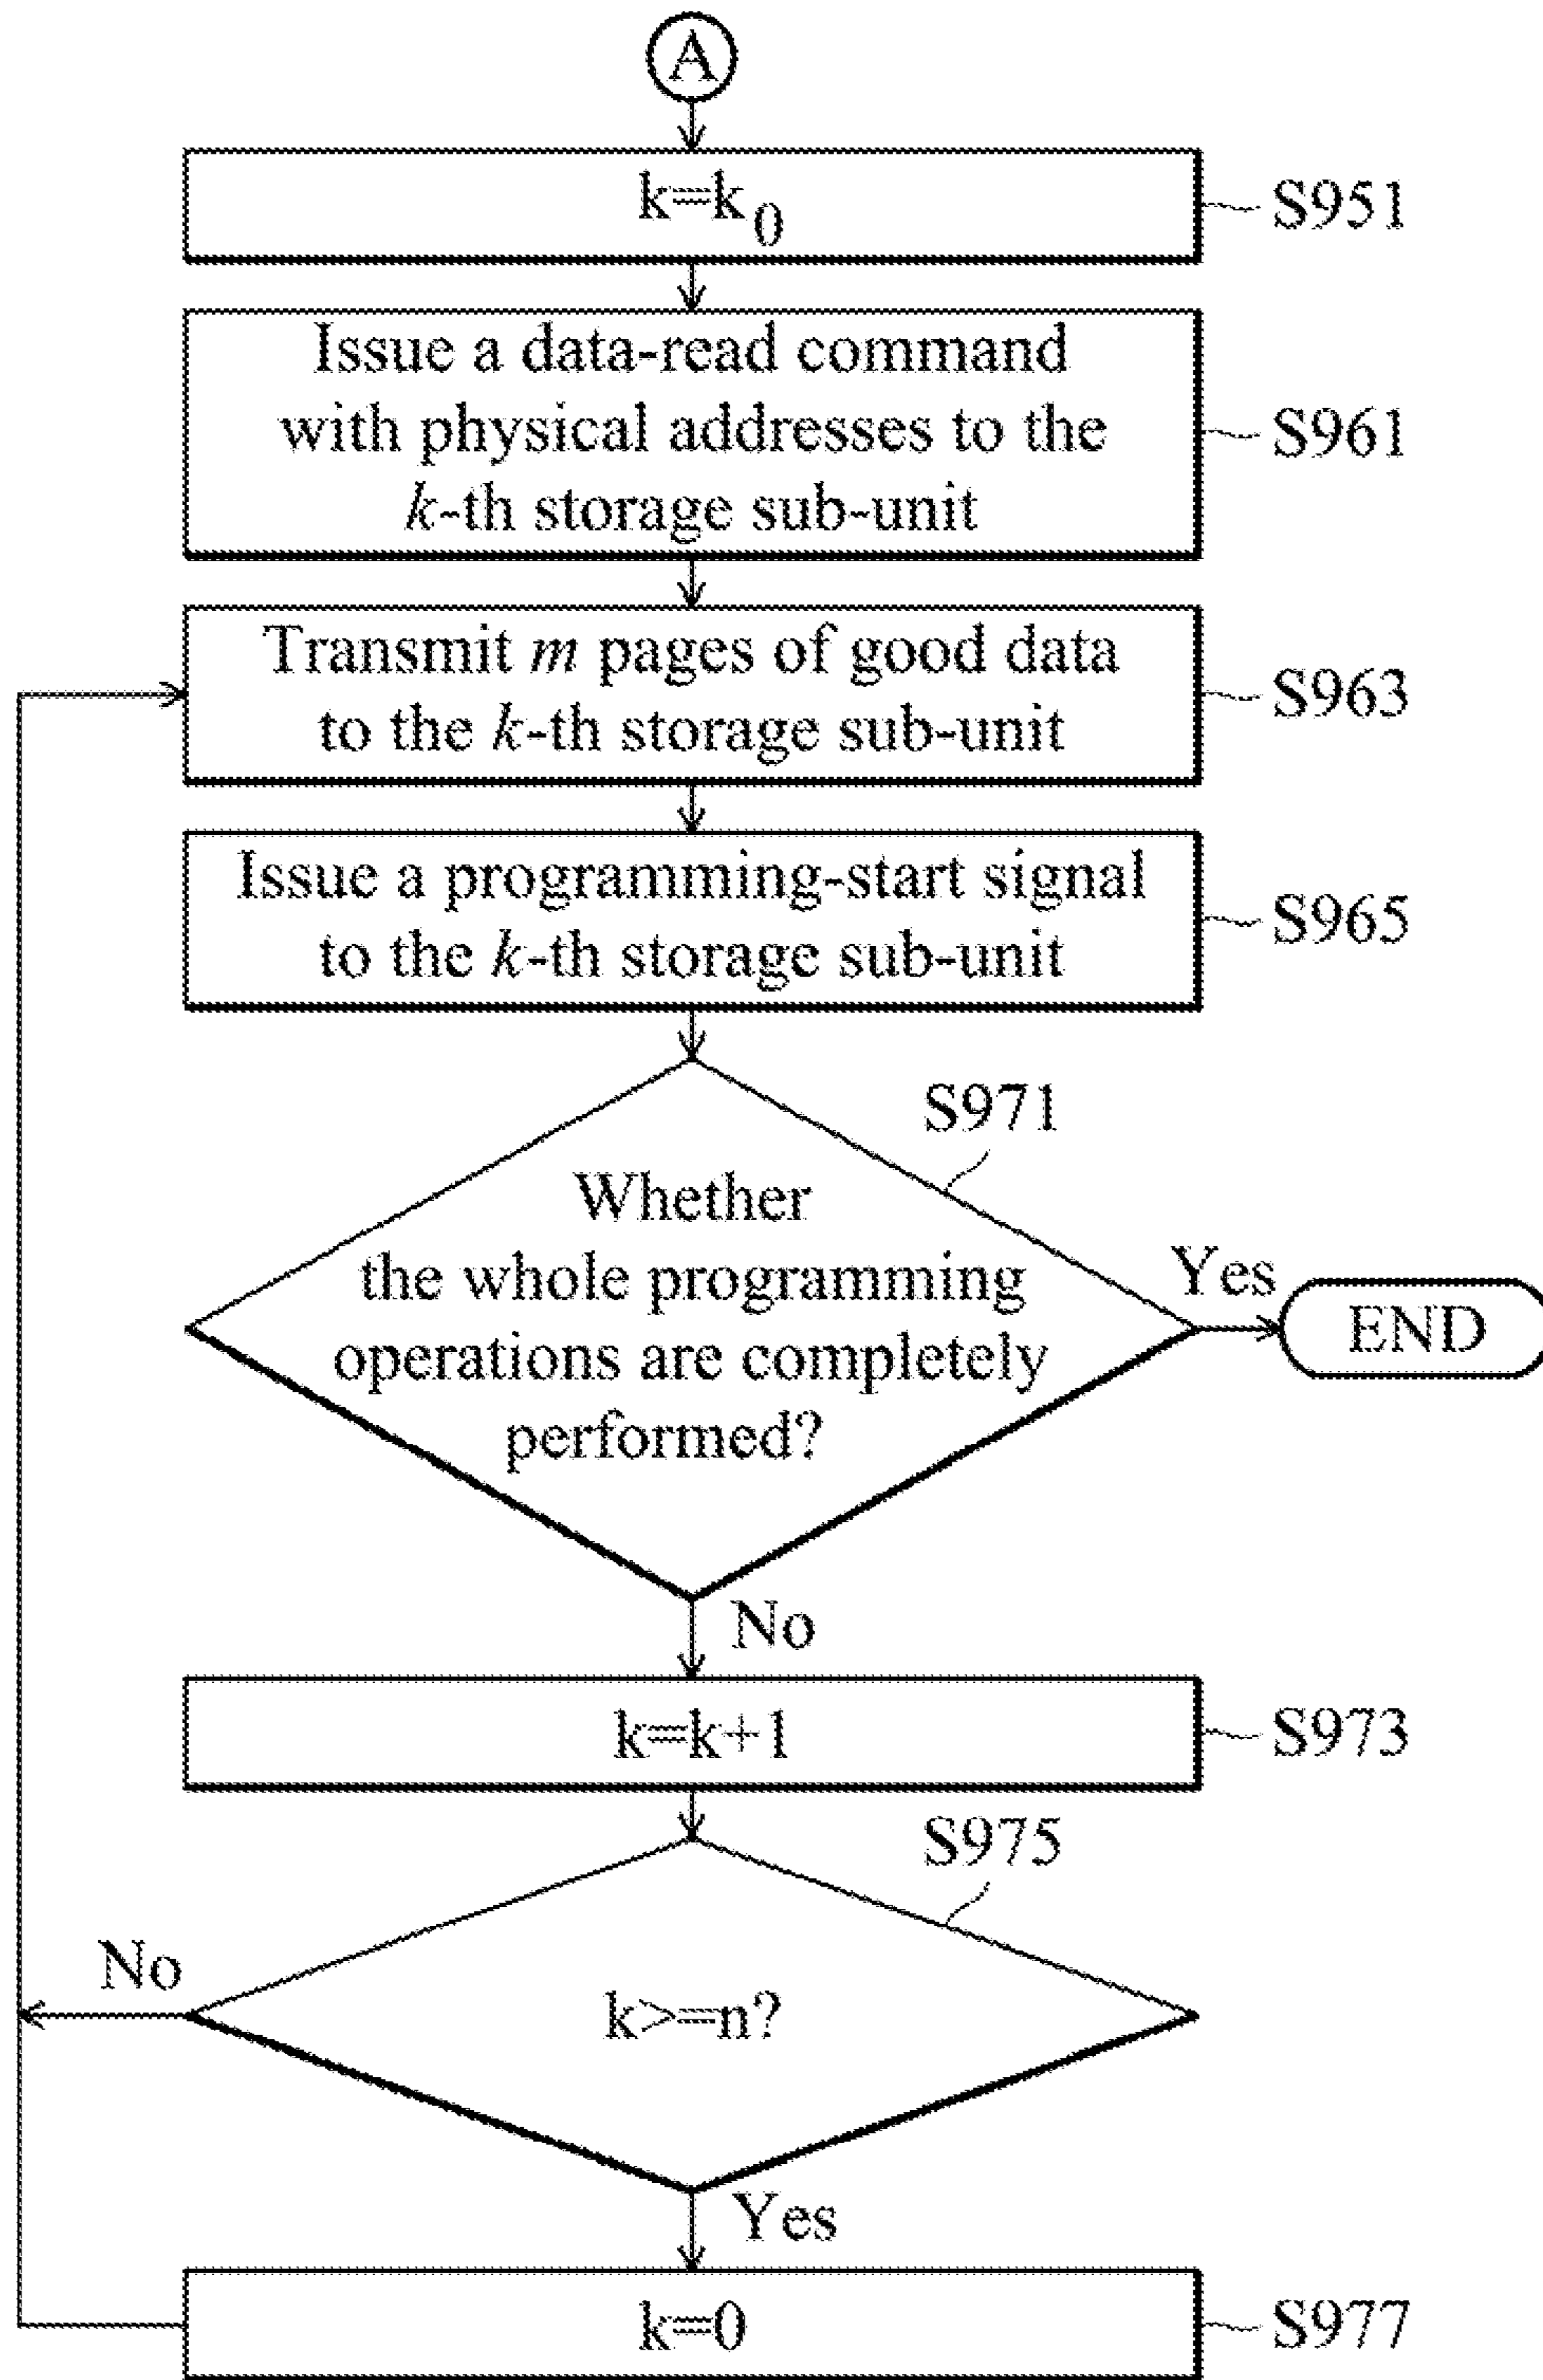 A
k=k0
S951
Issue a data-read command
with physical addresses to the
k-th storage sub-unit
S961
Transmit m pages of good data
to the k-th storage sub-unit
S963
Issue a programming-start signal
to the k-th storage sub-unit
S965
S971
Whether
the whole programming
operations are completely
performed?
Yes
END
No
k=k+1
S973
S975
No
k>=n?
Yes
k=0
S977